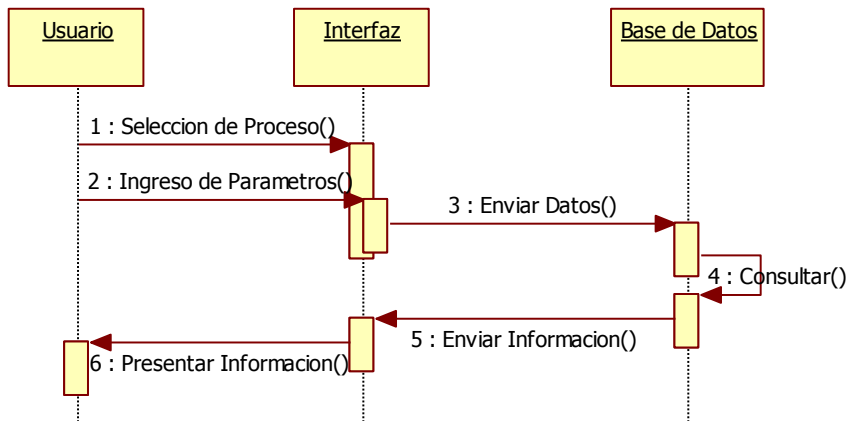 Usuario
Interfaz
Base de Datos
1 : Seleccion de Proceso()
2 : Ingreso de Parametros()
3 : Enviar Datos()
4 : Consultar()
5 : Enviar Informacion()
6 : Presentar Informacion()